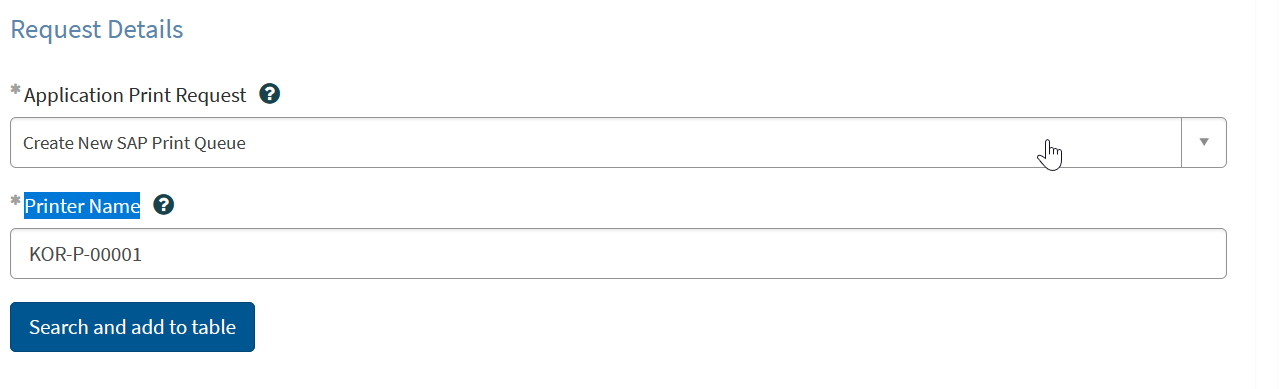 Request Details
* Application Print Request ?
Create New SAP Print Queue
* Printer Name ?
KOR-P-00001
Search and add to table